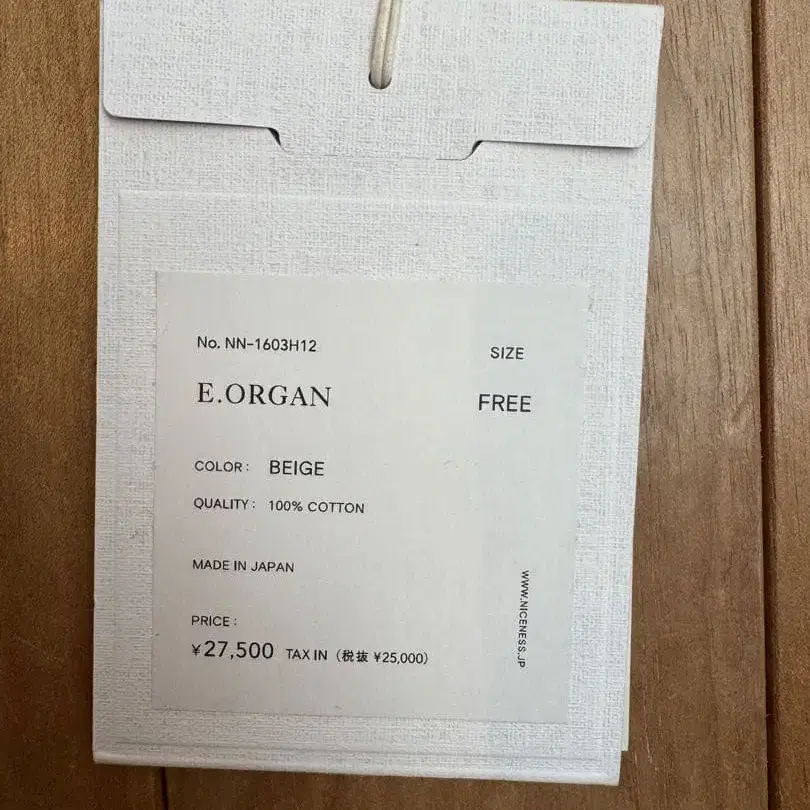 No. NN-1603H12
SIZE
E.ORGAN
FREE
COLOR : BEIGE
QUALITY : 100% COTTON
MADE IN JAPAN
PRICE :
¥27,500 TAX IN (税抜 ¥25,000)
WWW.NICENESS.JP